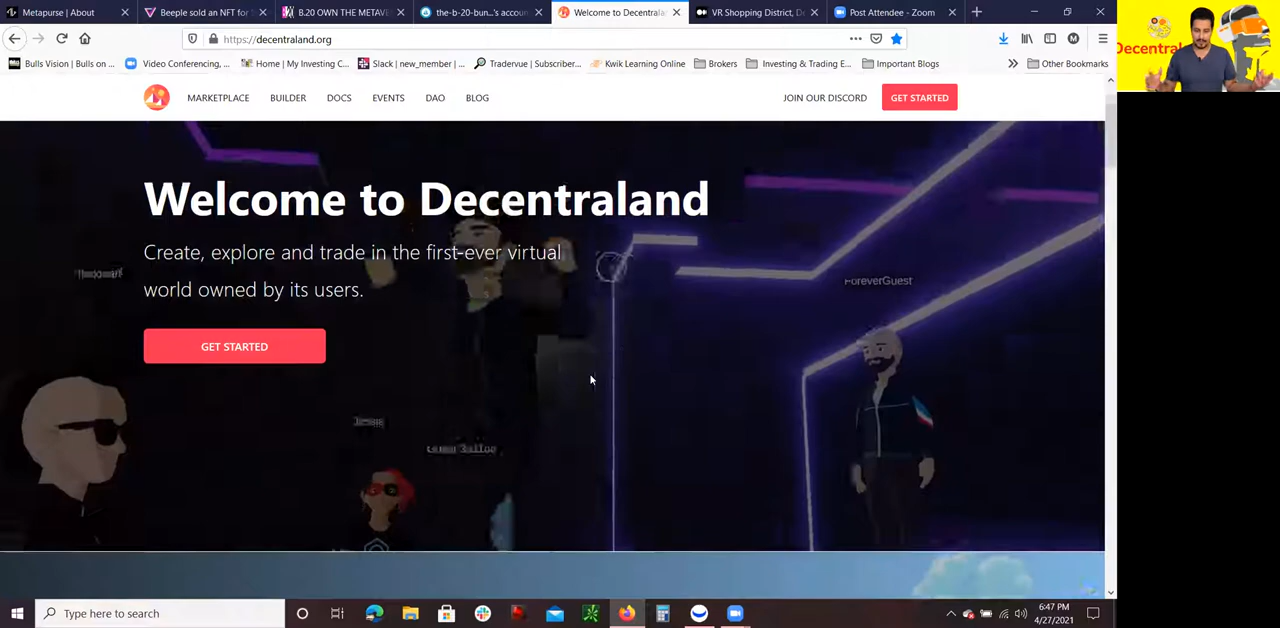 Metapurse | About
Beeple sold an NFT for
B.20 OWN THE METAVE
the-b-20-bun...'s accou
Welcome to Decentrala
VR Shopping District, De
Post Attendee - Zoom
https://decentraland.org
Bulls Vision | Bulls on ...
Video Conferencing, ...
Home | My Investing C...
Slack | new_member | ...
Tradervue | Subscriber...
Kwik Learning Online
Brokers
Investing & Trading E...
Important Blogs
Other Bookmarks
MARKETPLACE
BUILDER
DOCS
EVENTS
DAO
BLOG
JOIN OUR DISCORD
GET STARTED
Welcome to Decentraland
Create, explore and trade in the first-ever virtual
world owned by its users.
ForeverGuest
GET STARTED
Type here to search
6:47 PM
4/27/2021
Decentral